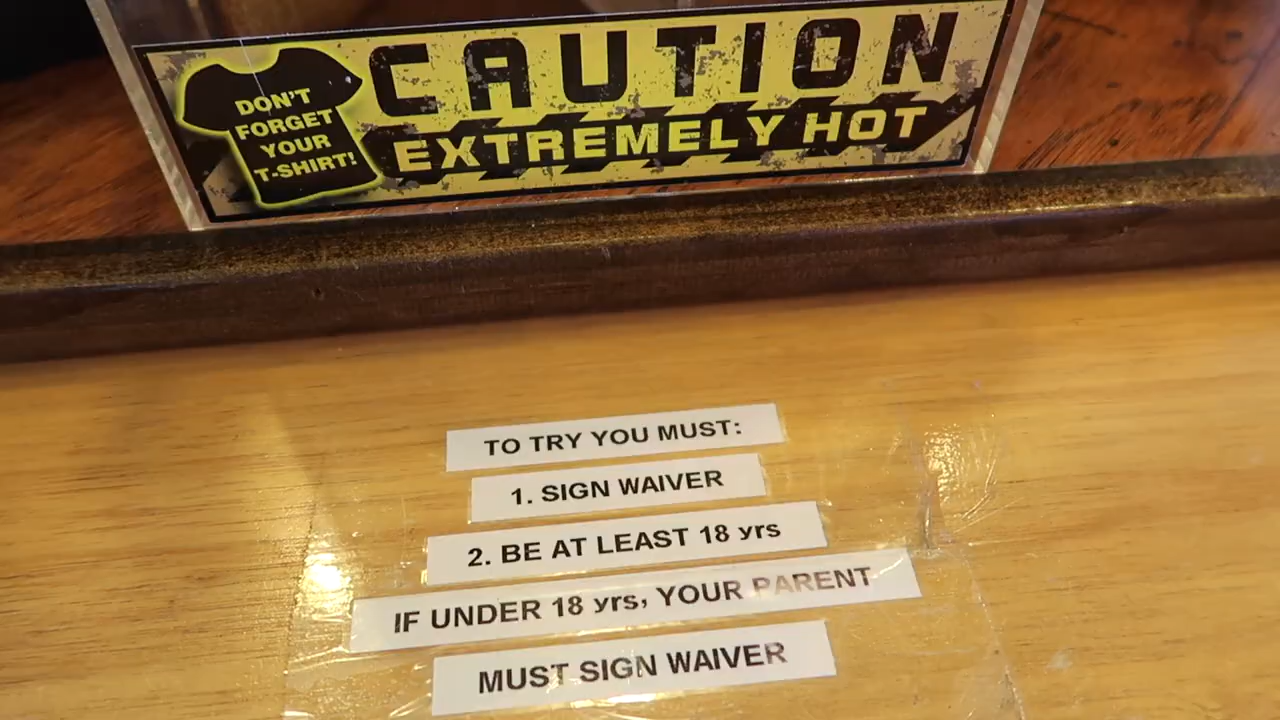 DON'T
FORGET
YOUR
T-SHIRT!
CAUTION
EXTREMELY HOT
TO TRY YOU MUST:
1. SIGN WAIVER
2. BE AT LEAST 18 yrs
IF UNDER 18 yrs, YOUR PARENT
MUST SIGN WAIVER